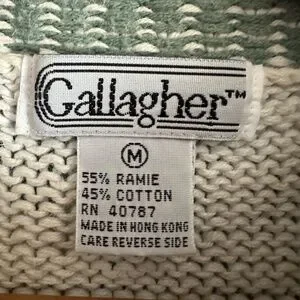 Gallagher™
M
55% RAMIE
45% COTTON
RN 40787
MADE IN HONG KONG
CARE REVERSE SIDE